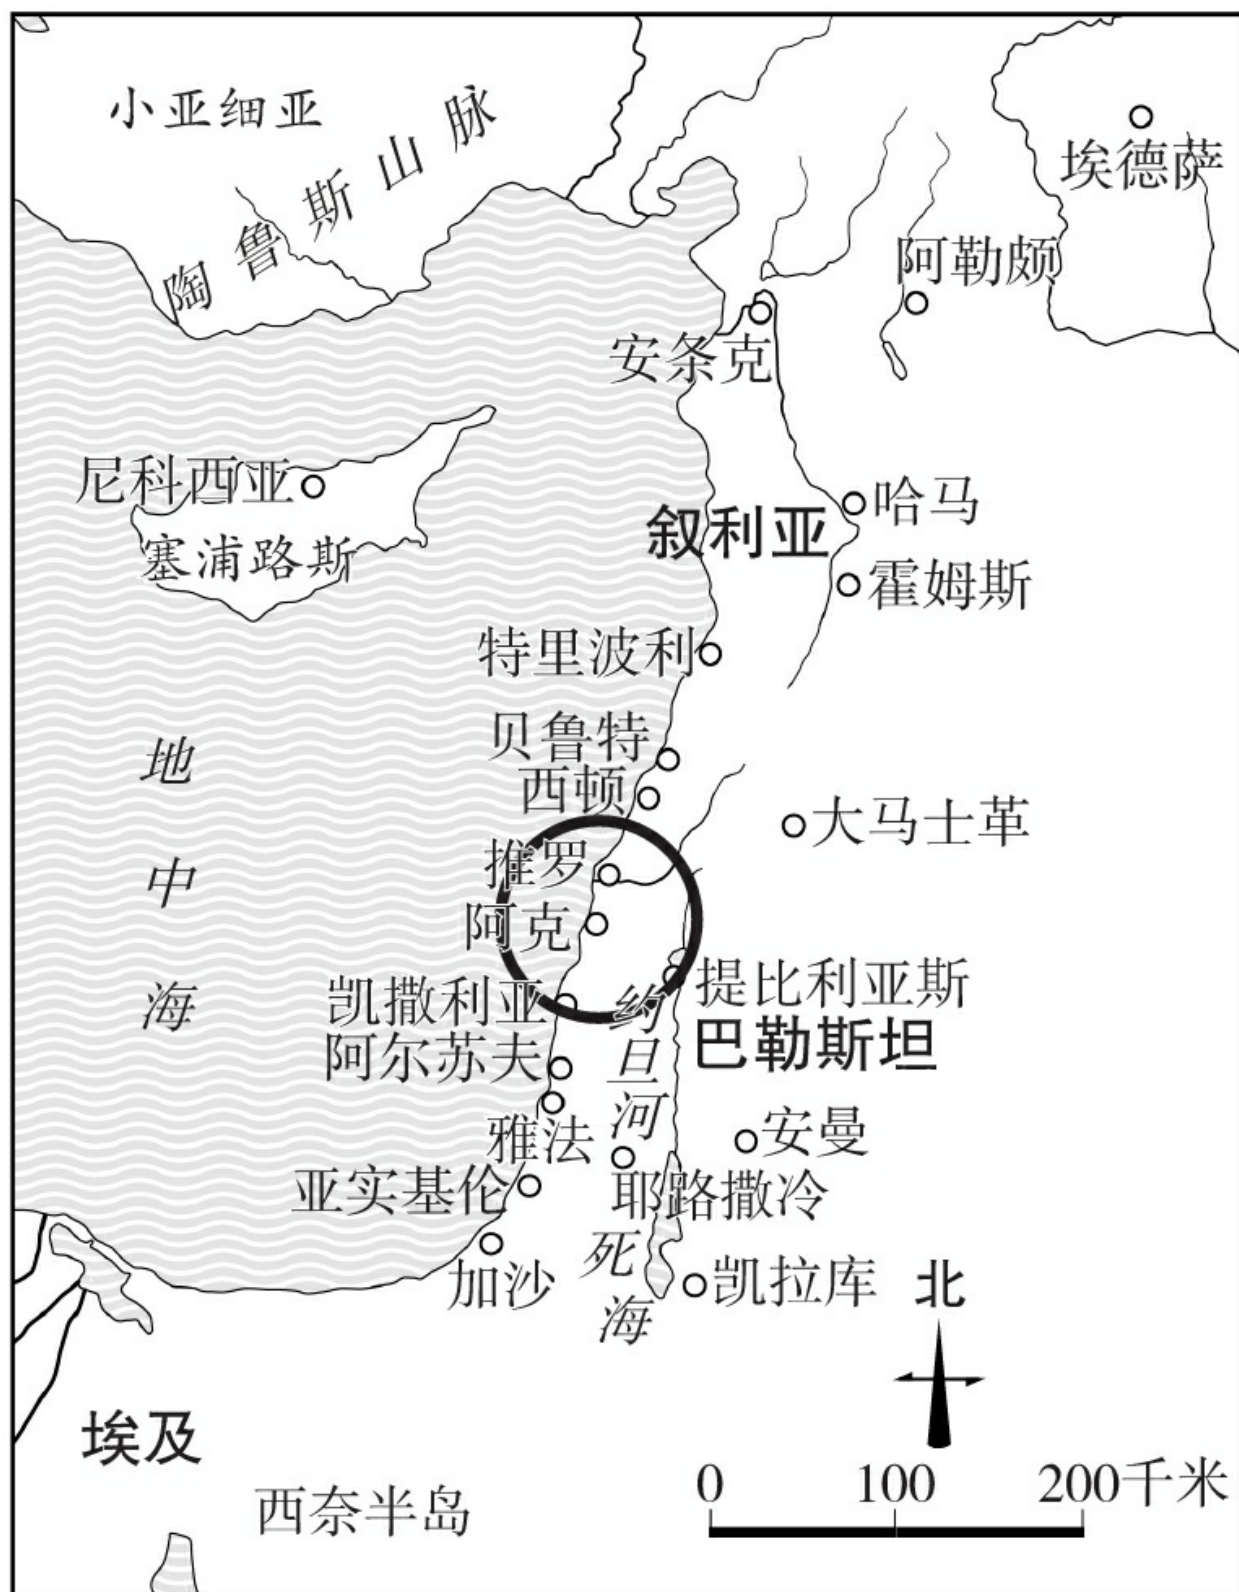 小亚细亚
陶鲁斯山脉
埃德萨
阿勒颇
安条克
尼科西亚
塞浦路斯
叙利亚
哈马
霍姆斯
特里波利
贝鲁特
西顿
大马士革
推罗
阿克
地中海
提比利亚斯
凯撒利亚
约旦河
巴勒斯坦
阿尔苏夫
雅法
安曼
亚实基伦
耶路撒冷
加沙
死海
凯拉库
北
埃及
西奈半岛
0 100 200千米